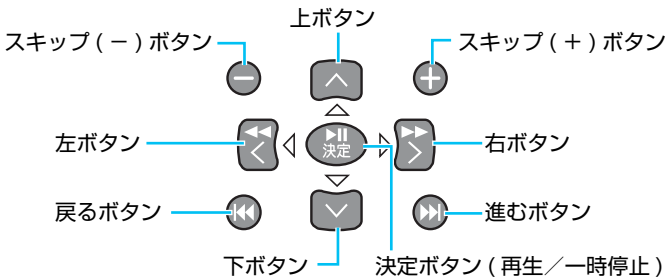 上ボタン
スキップ ( − ) ボタン
スキップ ( + ) ボタン
左ボタン
決定
右ボタン
戻るボタン
進むボタン
下ボタン
決定ボタン ( 再生／一時停止 )